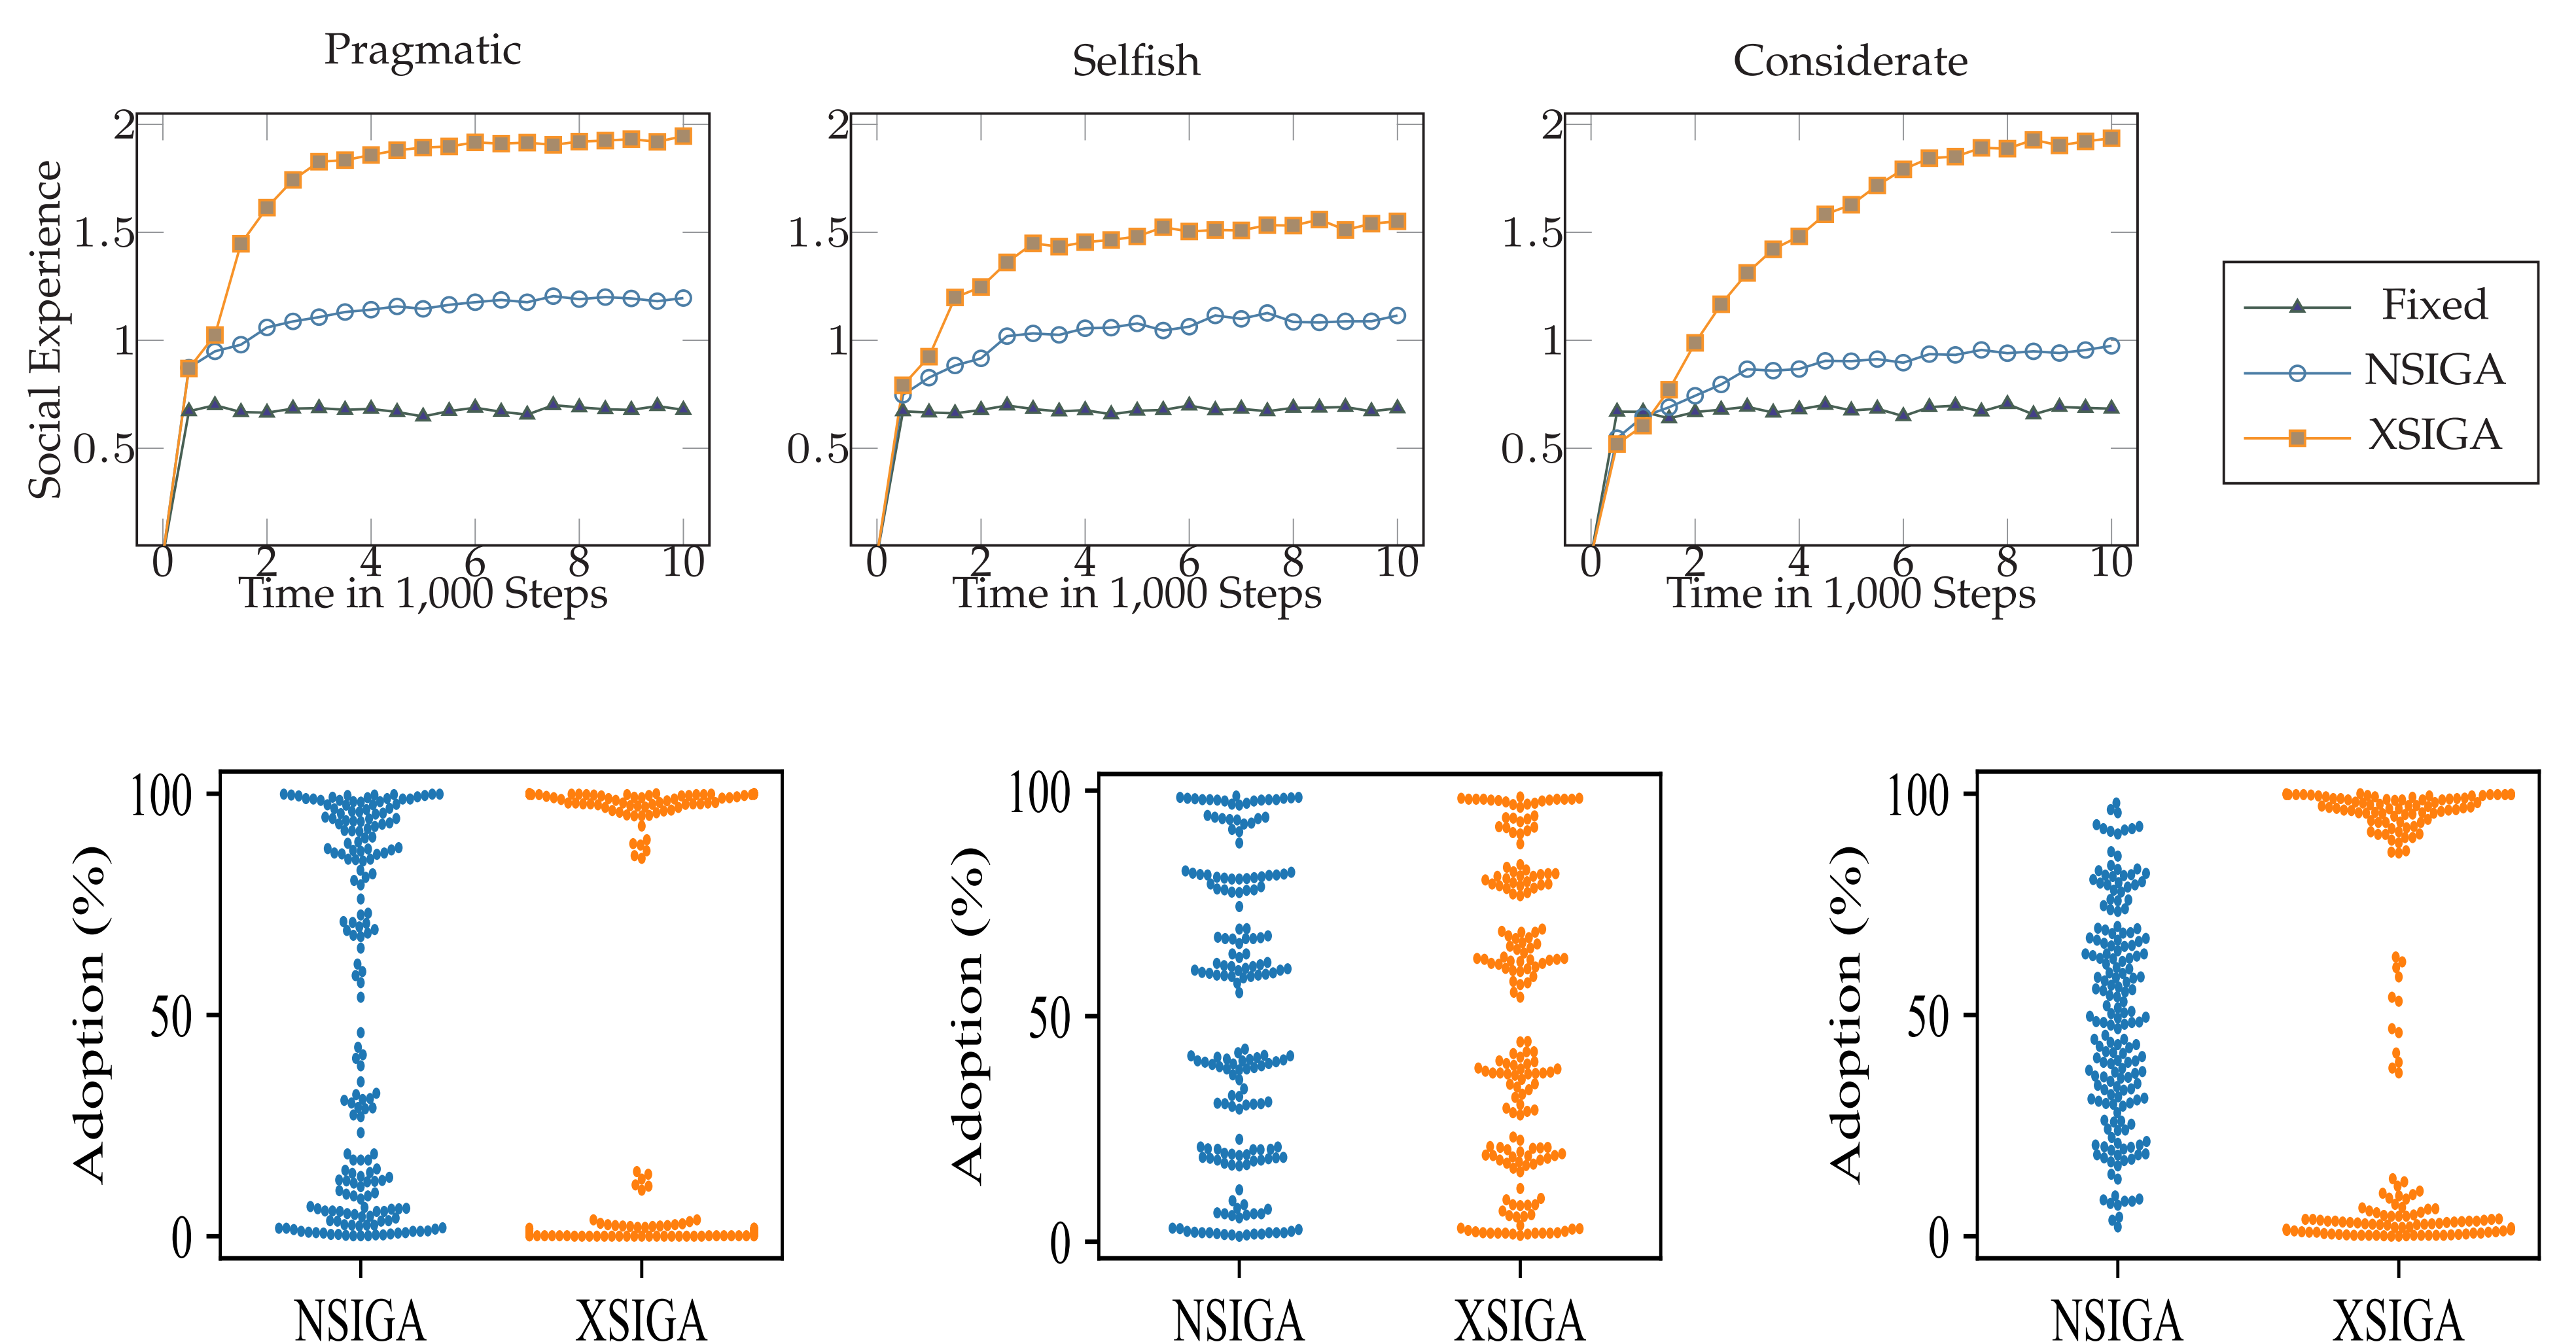 Pragmatic
Selfish
Considerate
Social Experience
2
1.5
1
0.5
0 2 4 6 8 10
Time in 1,000 Steps
2
1.5
1
0.5
0 2 4 6 8 10
Time in 1,000 Steps
2
1.5
1
0.5
0 2 4 6 8 10
Time in 1,000 Steps
Fixed
NSIGA
XSIGA
Adoption (%)
100
50
0
NSIGA XSIGA
Adoption (%)
100
50
0
NSIGA XSIGA
Adoption (%)
100
50
0
NSIGA XSIGA